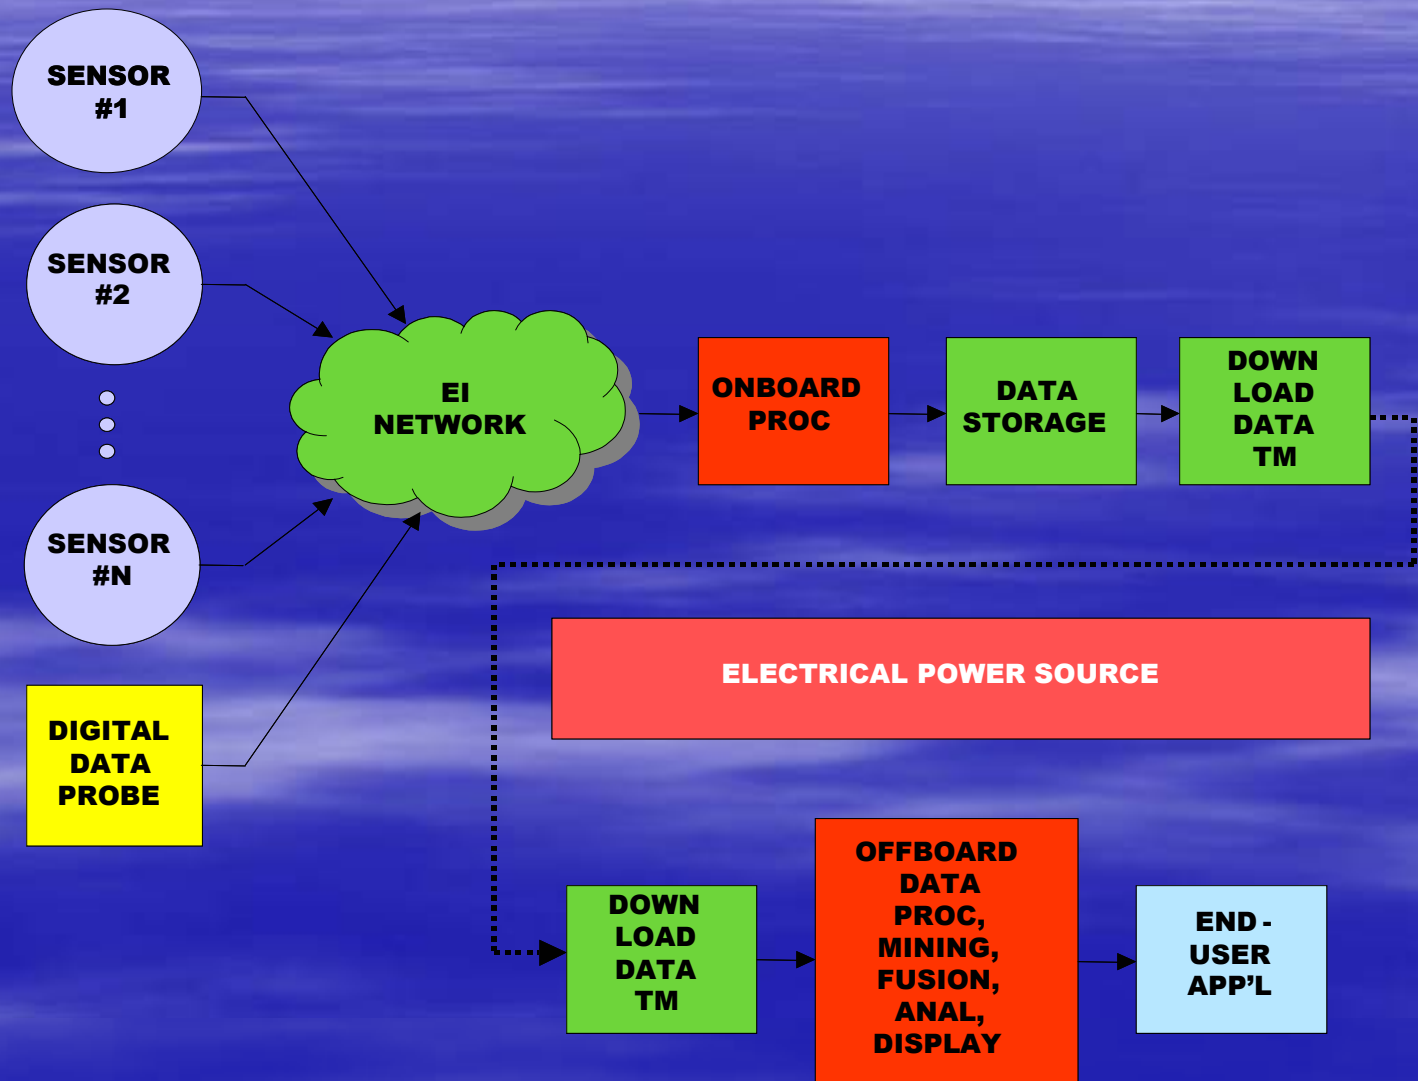 SENSOR
#1
SENSOR
#2
SENSOR
#N
DIGITAL
DATA
PROBE
EI
NETWORK
ONBOARD
PROC
DATA
STORAGE
DOWN
LOAD
DATA
TM
ELECTRICAL POWER SOURCE
DOWN
LOAD
DATA
TM
OFFBOARD
DATA
PROC,
MINING,
FUSION,
ANAL,
DISPLAY
END -
USER
APP’L